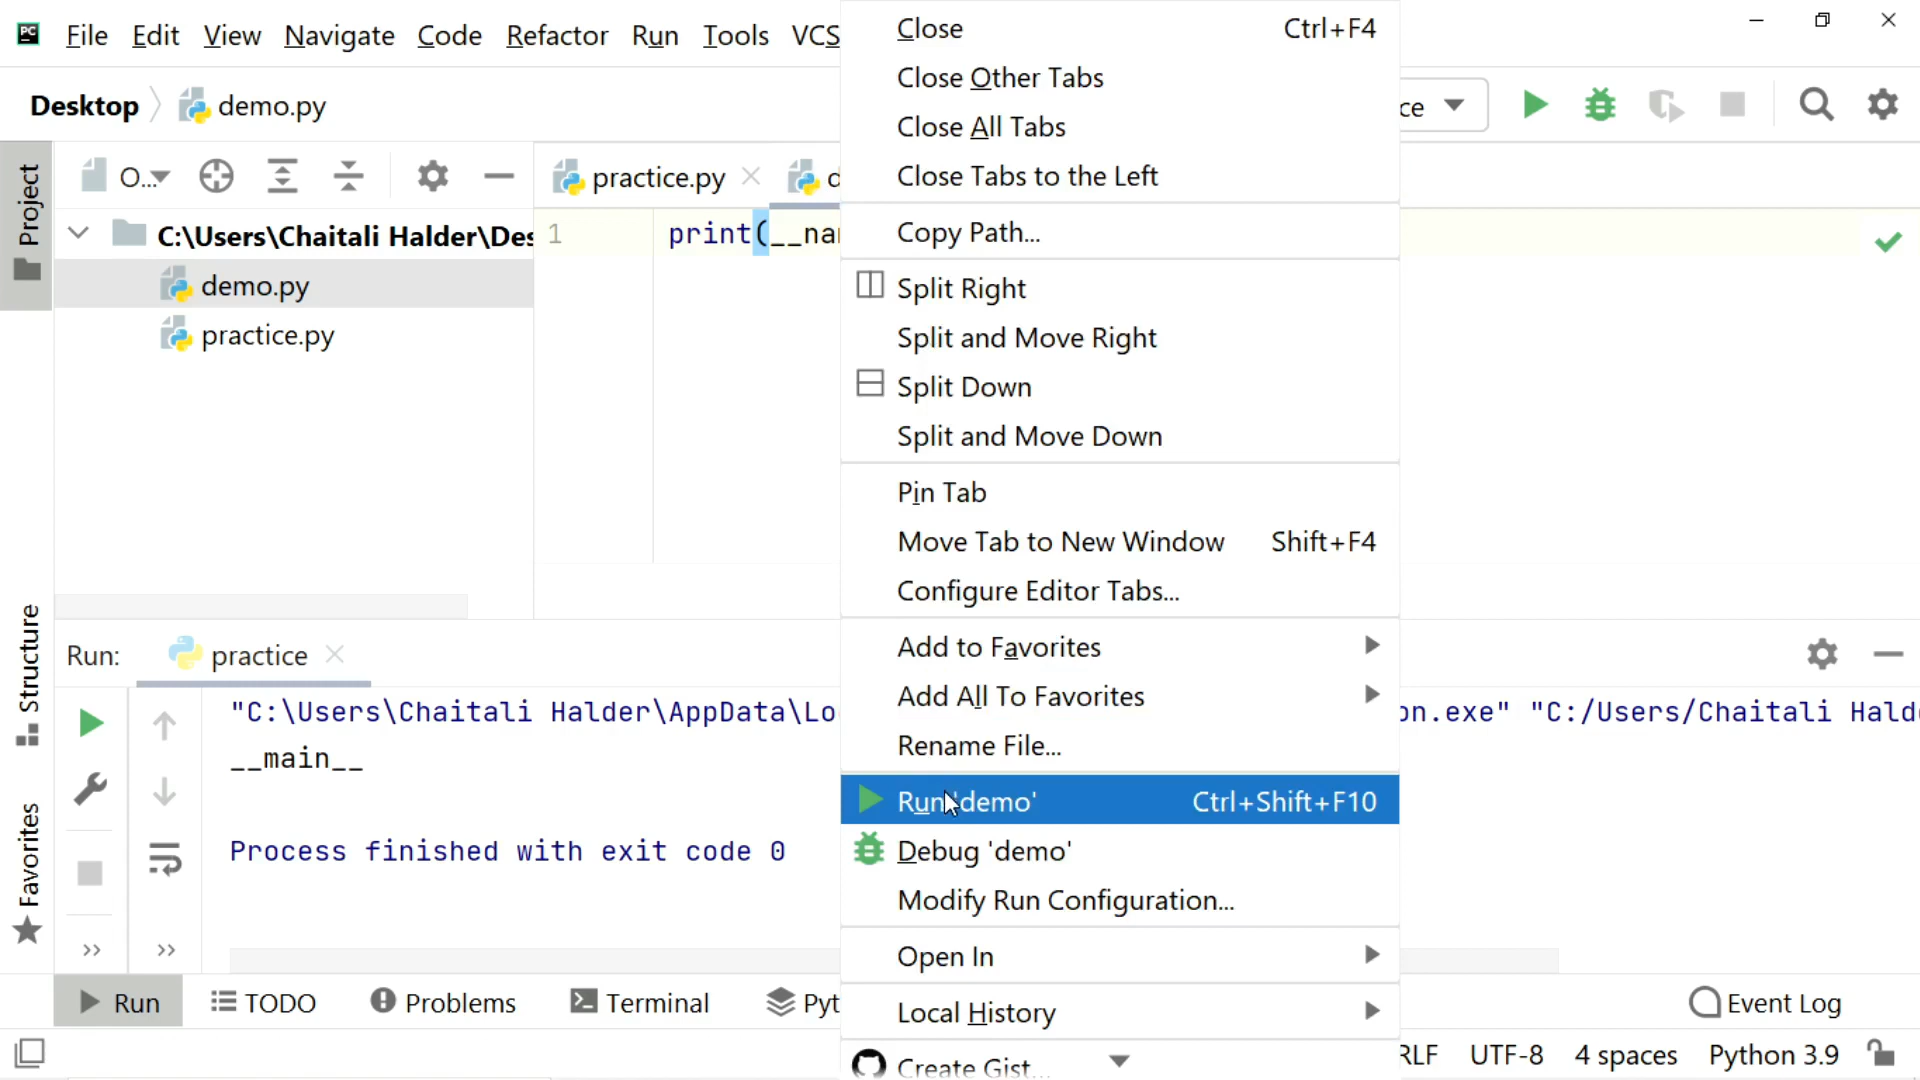 PC File Edit View Navigate Code Refactor Run Tools VCS
Desktop demo.py
ce
Project
O...
practice.py
C:\Users\Chaitali Halder\Des
demo.py
practice.py
1 print(__na
Close Ctrl+F4
Close Other Tabs
Close All Tabs
Close Tabs to the Left
Copy Path...
Split Right
Split and Move Right
Split Down
Split and Move Down
Pin Tab
Move Tab to New Window Shift+F4
Configure Editor Tabs...
Add to Favorites
Add All To Favorites
Rename File...
Run 'demo' Ctrl+Shift+F10
Debug 'demo'
Modify Run Configuration...
Open In
Local History
Create Gist...
Structure
Favorites
Run: practice
"C:\Users\Chaitali Halder\AppData\Lo
on.exe" "C:/Users/Chaitali Hald
__main__
Process finished with exit code 0
Run TODO Problems Terminal Pyt
Event Log
RLF UTF-8 4 spaces Python 3.9